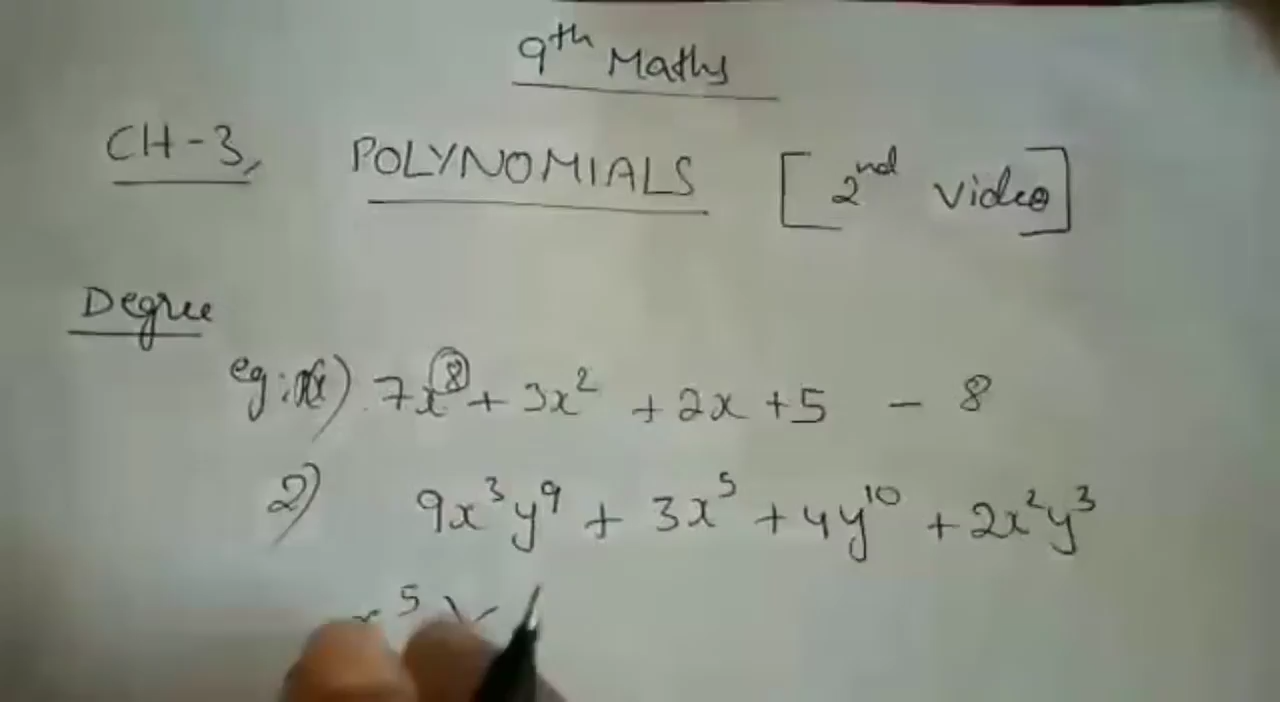 9th Maths
CH-3, POLYNOMIALS [2nd video]
Degree
eg: ) 7x⁸ + 3x² + 2x + 5 - 8
2) 9x³y⁹ + 3x⁵ + 4y¹⁰ + 2x²y³
5